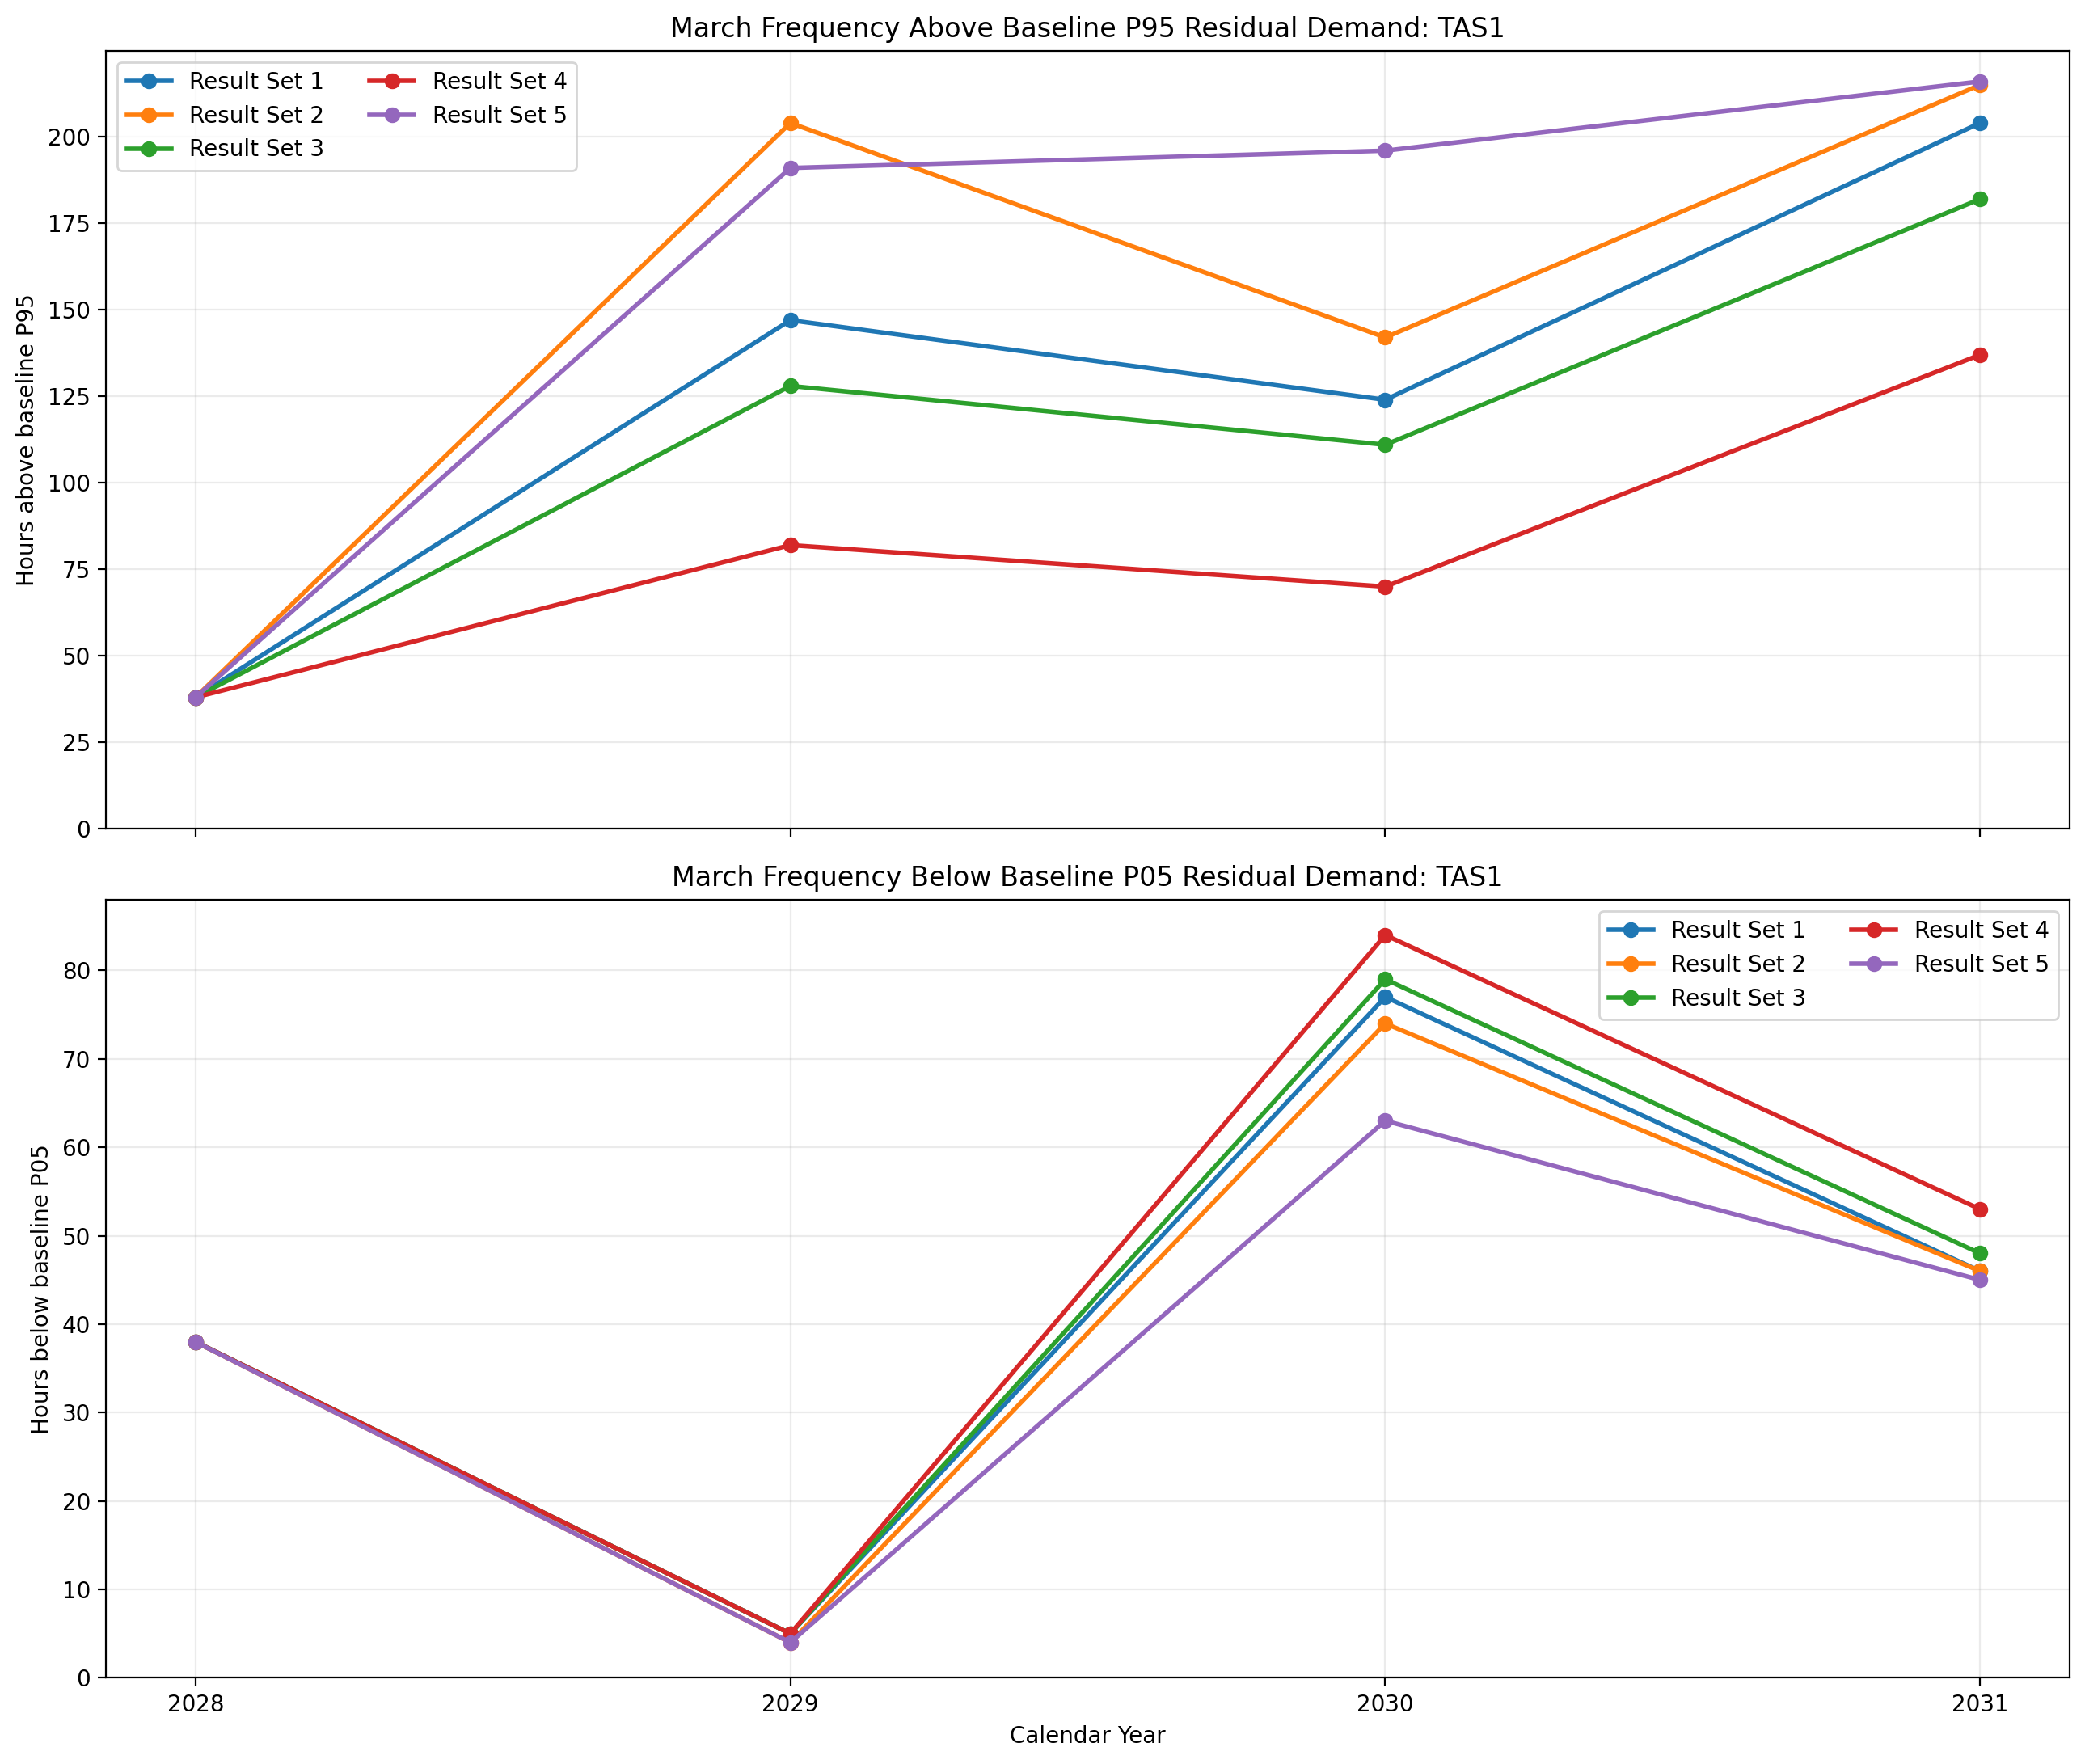 March Frequency Above Baseline P95 Residual Demand: TAS1
Result Set 1
Result Set 2
Result Set 3
Result Set 4
Result Set 5
Hours above baseline P95
200
175
150
125
100
75
50
25
0
March Frequency Below Baseline P05 Residual Demand: TAS1
Result Set 1
Result Set 2
Result Set 3
Result Set 4
Result Set 5
Hours below baseline P05
80
70
60
50
40
30
20
10
0
2028
2029
2030
2031
Calendar Year